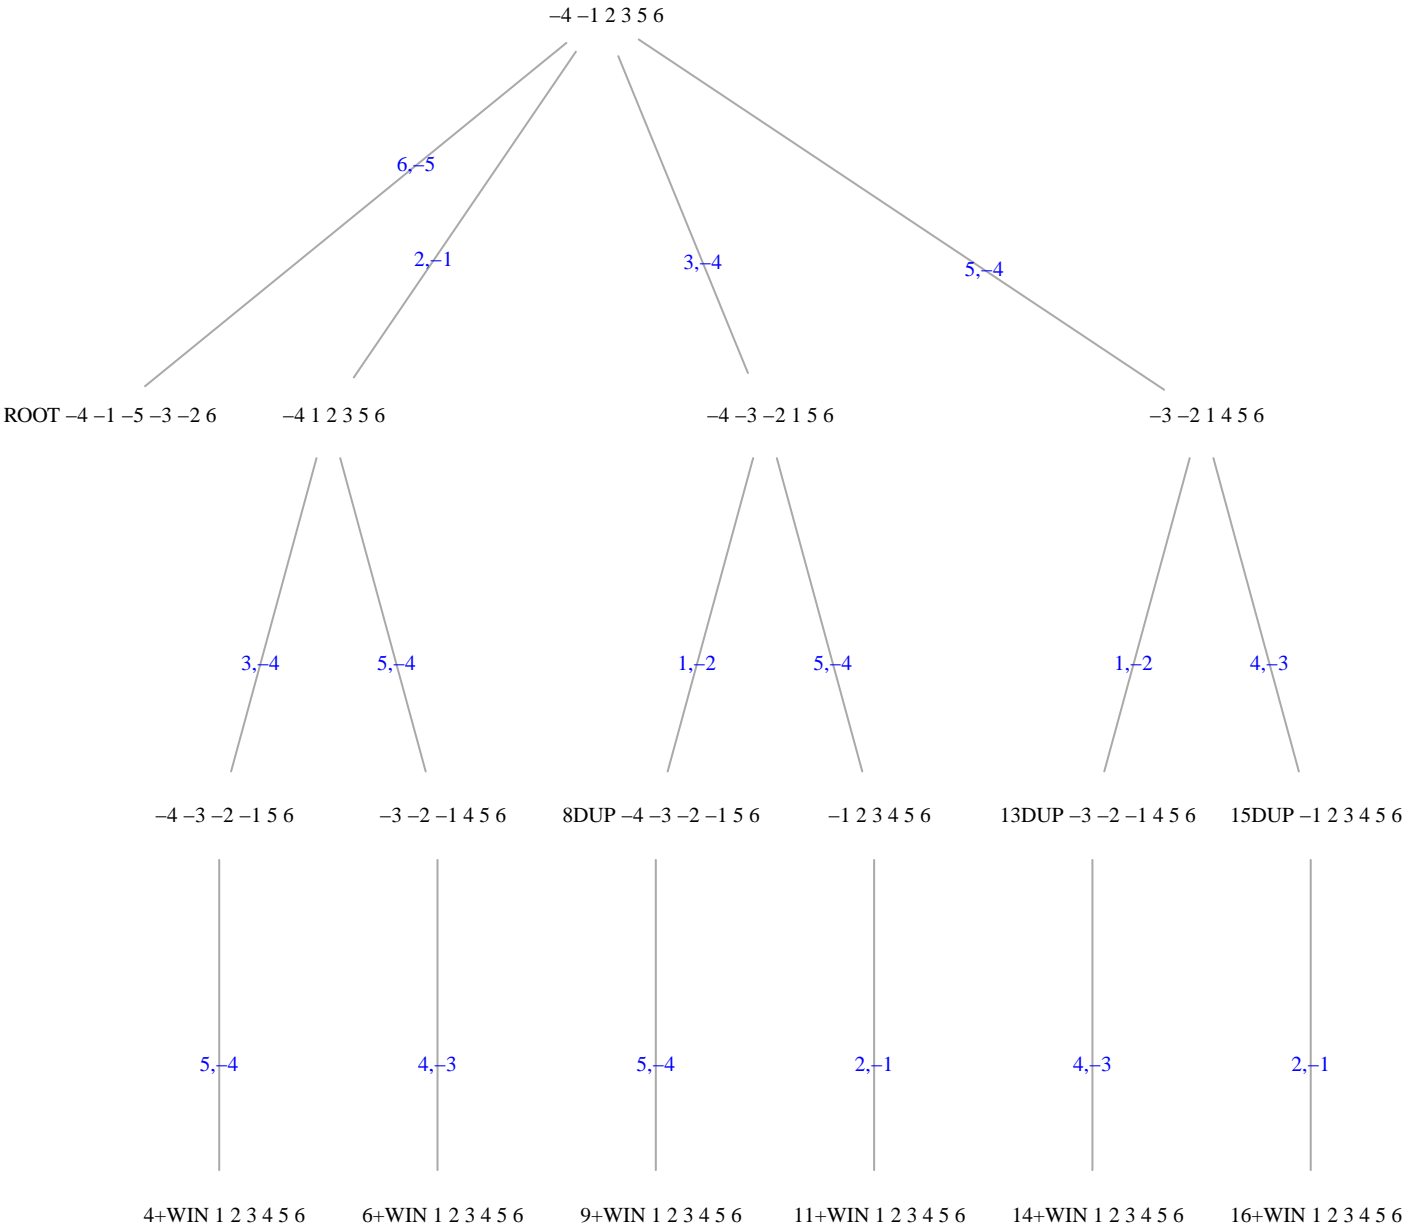 –4 –1 2 3 5 6
6,–5
2,–1
3,–4
5,–4
ROOT –4 –1 –5 –3 –2 6
–4 1 2 3 5 6
–4 –3 –2 1 5 6
–3 –2 1 4 5 6
3,–4
5,–4
1,–2
5,–4
1,–2
4,–3
–4 –3 –2 –1 5 6
–3 –2 –1 4 5 6
8DUP –4 –3 –2 –1 5 6
–1 2 3 4 5 6
13DUP –3 –2 –1 4 5 6
15DUP –1 2 3 4 5 6
5,–4
4,–3
5,–4
2,–1
4,–3
2,–1
4+WIN 1 2 3 4 5 6
6+WIN 1 2 3 4 5 6
9+WIN 1 2 3 4 5 6
11+WIN 1 2 3 4 5 6
14+WIN 1 2 3 4 5 6
16+WIN 1 2 3 4 5 6